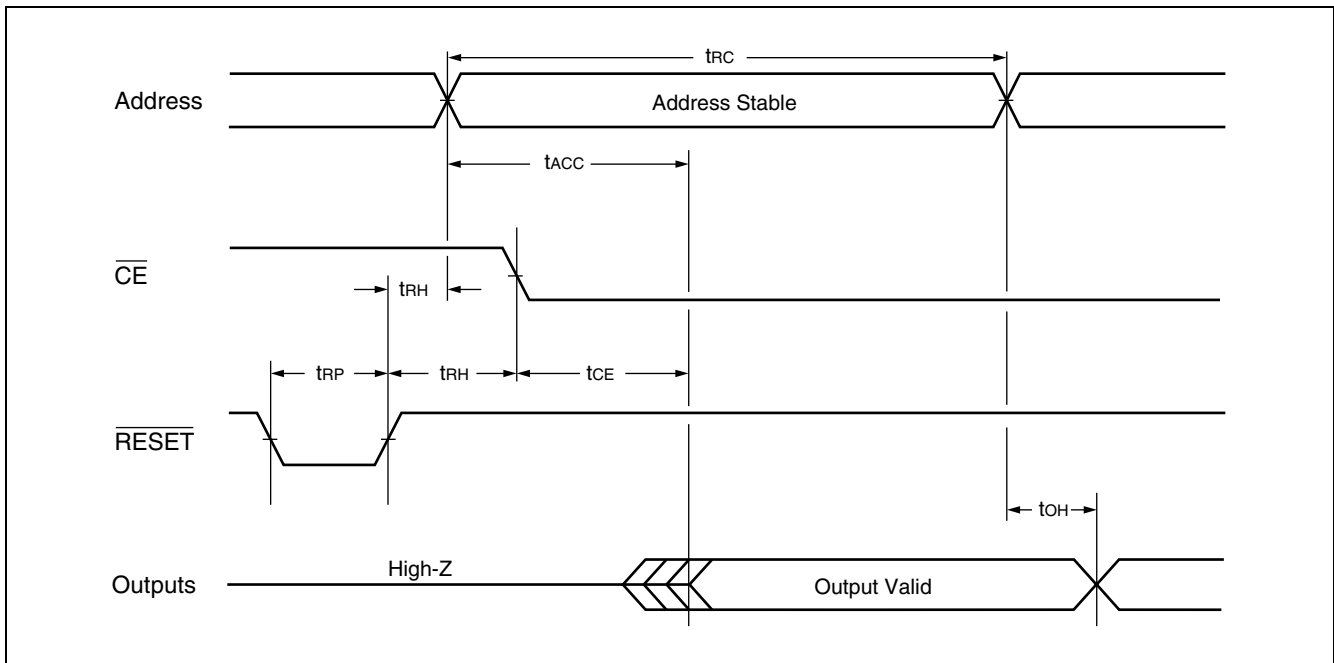 tRC
Address
Address Stable
tACC
CE
tRH
tRP
tRH
tCE
RESET
tOH
High-Z
Outputs
Output Valid